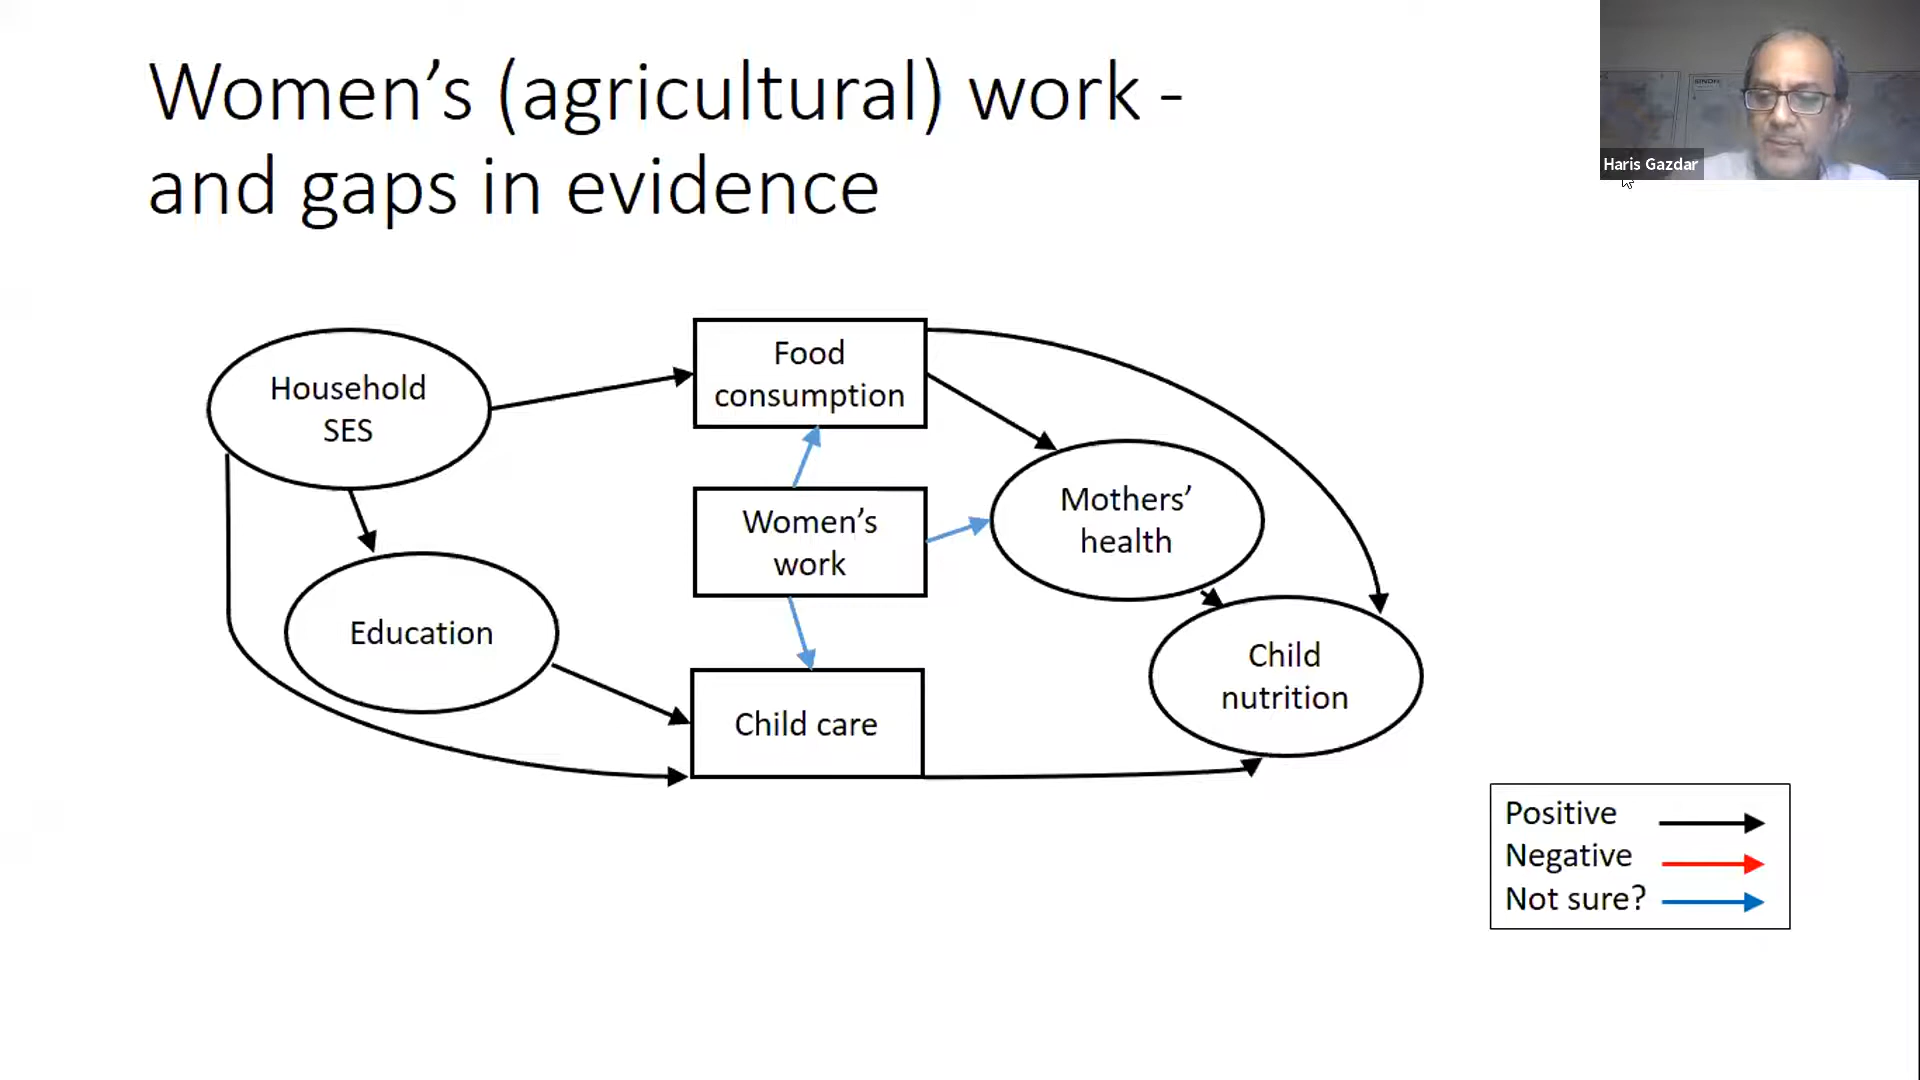 Women’s (agricultural) work -
and gaps in evidence
SINDH
Haris Gazdar
Household
SES
Food
consumption
Women’s
work
Mothers’
health
Education
Child
nutrition
Child care
Positive
Negative
Not sure?